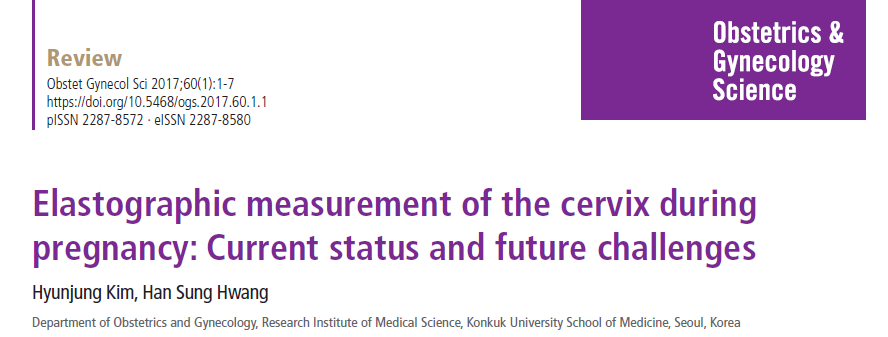 Review
Obstet Gynecol Sci 2017;60(1):1-7
https://doi.org/10.5468/ogs.2017.60.1.1
pISSN 2287-8572 · eISSN 2287-8580
Obstetrics &
Gynecology
Science
Elastographic measurement of the cervix during
pregnancy: Current status and future challenges
Hyunjung Kim, Han Sung Hwang
Department of Obstetrics and Gynecology, Research Institute of Medical Science, Konkuk University School of Medicine, Seoul, Korea